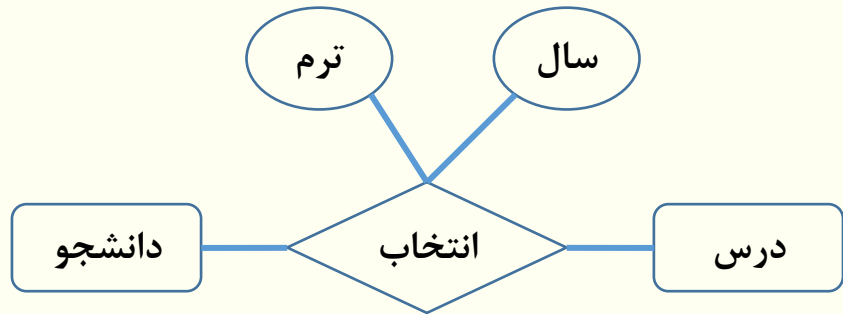 سال
ترم
درس
انتخاب
دانشجو